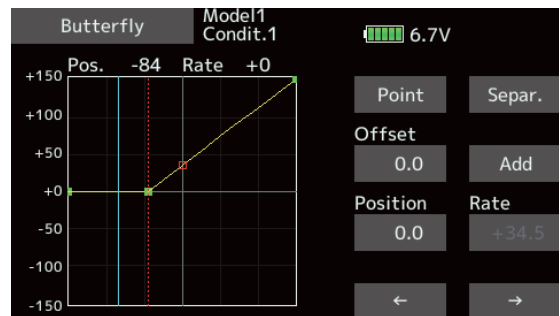 Butterfly
Model1
Condit.1
6.7V
Pos. -84 Rate +0
+150
+100
+50
+0
-50
-100
-150
Point Separ.
Offset
0.0 Add
Position Rate
0.0 +34.5
← →